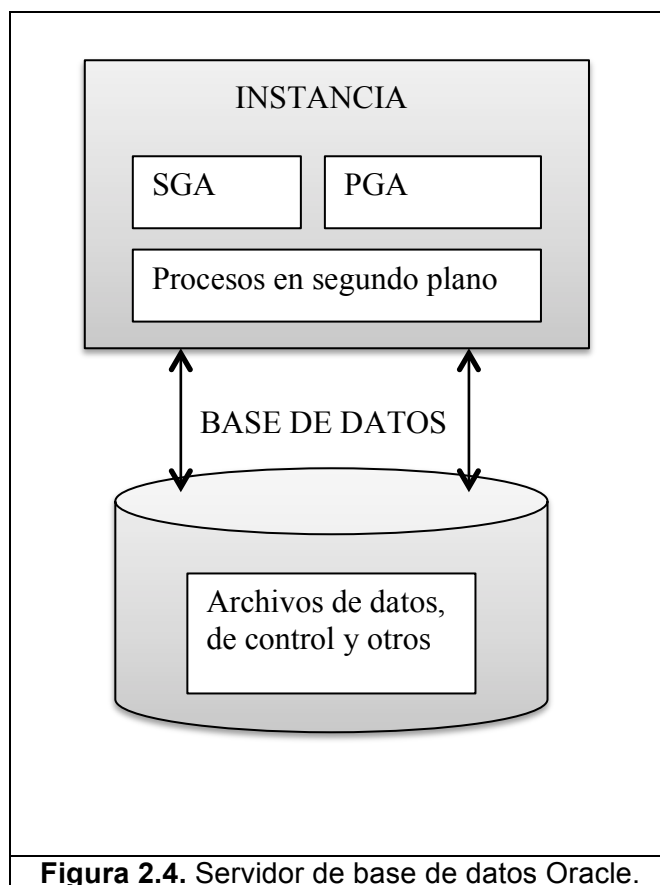 INSTANCIA
SGA
PGA
Procesos en segundo plano
BASE DE DATOS
Archivos de datos,
de control y otros
Figura 2.4. Servidor de base de datos Oracle.